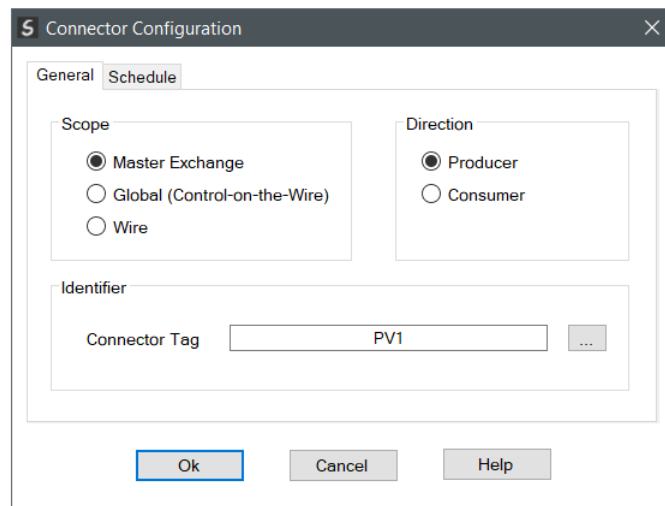 S Connector Configuration
General Schedule
Scope
Master Exchange
Global (Control-on-the-Wire)
Wire
Direction
Producer
Consumer
Identifier
Connector Tag PV1 ...
Ok Cancel Help